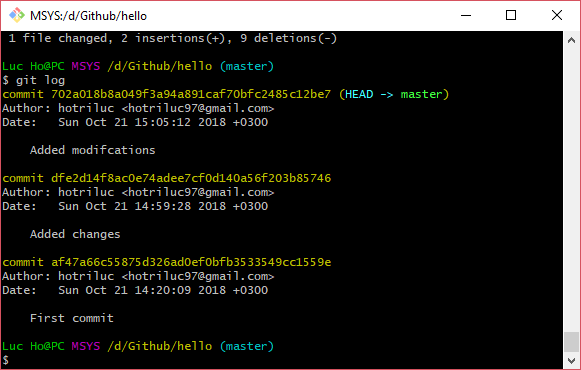 MSYS:/d/Github/hello
1 file changed, 2 insertions(+), 9 deletions(-)
Luc Ho@PC MSYS /d/Github/hello (master)
$ git log
commit 702a018b8a049f3a94a891caf70bfc2485c12be7 (HEAD -> master)
Author: hotriluc <hotriluc97@gmail.com>
Date:   Sun Oct 21 15:05:12 2018 +0300
    Added modifcations
commit dfe2d14f8ac0e74adee7cf0d140a56f203b85746
Author: hotriluc <hotriluc97@gmail.com>
Date:   Sun Oct 21 14:59:28 2018 +0300
    Added changes
commit af47a66c55875d326ad0ef0bfb3533549cc1559e
Author: hotriluc <hotriluc97@gmail.com>
Date:   Sun Oct 21 14:20:09 2018 +0300
    First commit
Luc Ho@PC MSYS /d/Github/hello (master)
$